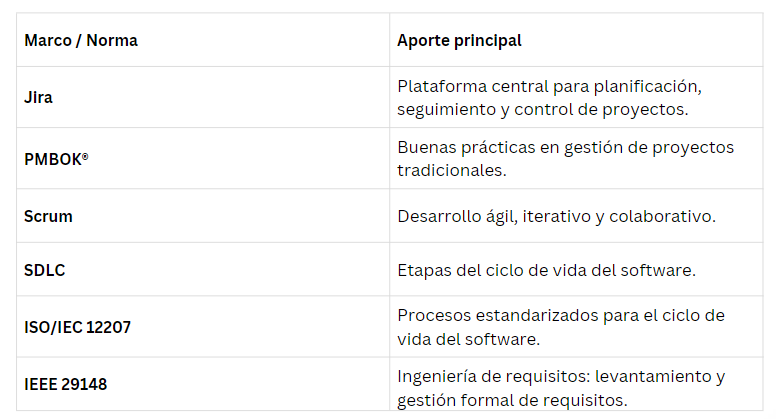 Marco / Norma
Aporte principal
Jira
Plataforma central para planificación,
seguimiento y control de proyectos.
PMBOK®
Buenas prácticas en gestión de proyectos
tradicionales.
Scrum
Desarrollo ágil, iterativo y colaborativo.
SDLC
Etapas del ciclo de vida del software.
ISO/IEC 12207
Procesos estandarizados para el ciclo de
vida del software.
IEEE 29148
Ingeniería de requisitos: levantamiento y
gestión formal de requisitos.